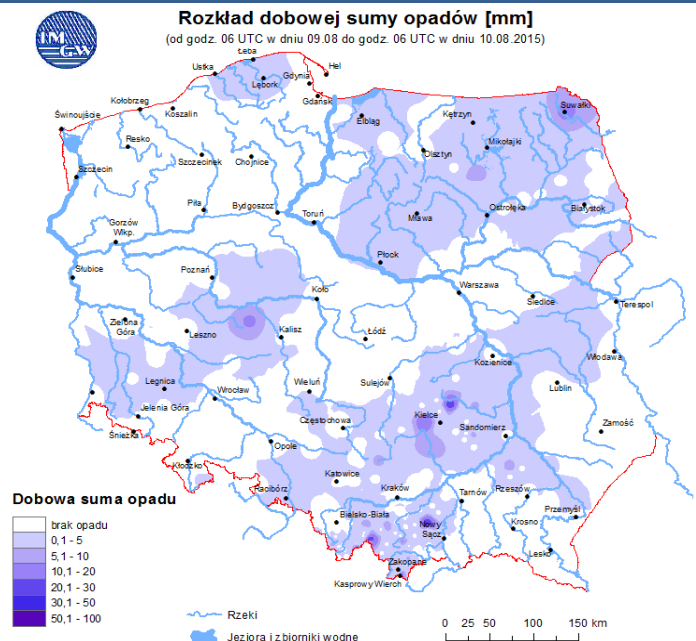 IM
GW
Rozkład dobowej sumy opadów [mm]
(od godz. 06 UTC w dniu 09.08 do godz. 06 UTC w dniu 10.08.2015)
Łeba
Ustka
Hel
Lębork
Gdynia
Gdańsk
Kołobrzeg
Koszalin
Świnoujście
Elbląg
Kętrzyn
Suwałki
Resko
Szczecinek
Chojnice
Olsztyn
Mikołajki
Szczecin
Piła
Bydgoszcz
Toruń
Mława
Ostrołęka
Białystok
Gorzów
Wlkp.
Płock
Słubice
Poznań
Koło
Warszawa
Siedlce
Terespol
Zielona
Góra
Leszno
Kalisz
Łódź
Kozienice
Włodawa
Legnica
Wrocław
Wieluń
Sulejów
Lublin
Jelenia Góra
Częstochowa
Kielce
Sandomierz
Zamość
Śnieżka
Opole
Kłodzko
Katowice
Racibórz
Kraków
Tarnów
Rzeszów
Bielsko-Biała
Nowy
Sącz
Krosno
Przemyśl
Lesko
Zakopane
Kasprowy Wierch
Dobowa suma opadu
brak opadu
0,1 - 5
5,1 - 10
10,1 - 20
20,1 - 30
30,1 - 50
50,1 - 100
Rzeki
Jeziora i zbiorniki wodne
0 25 50 100 150 km